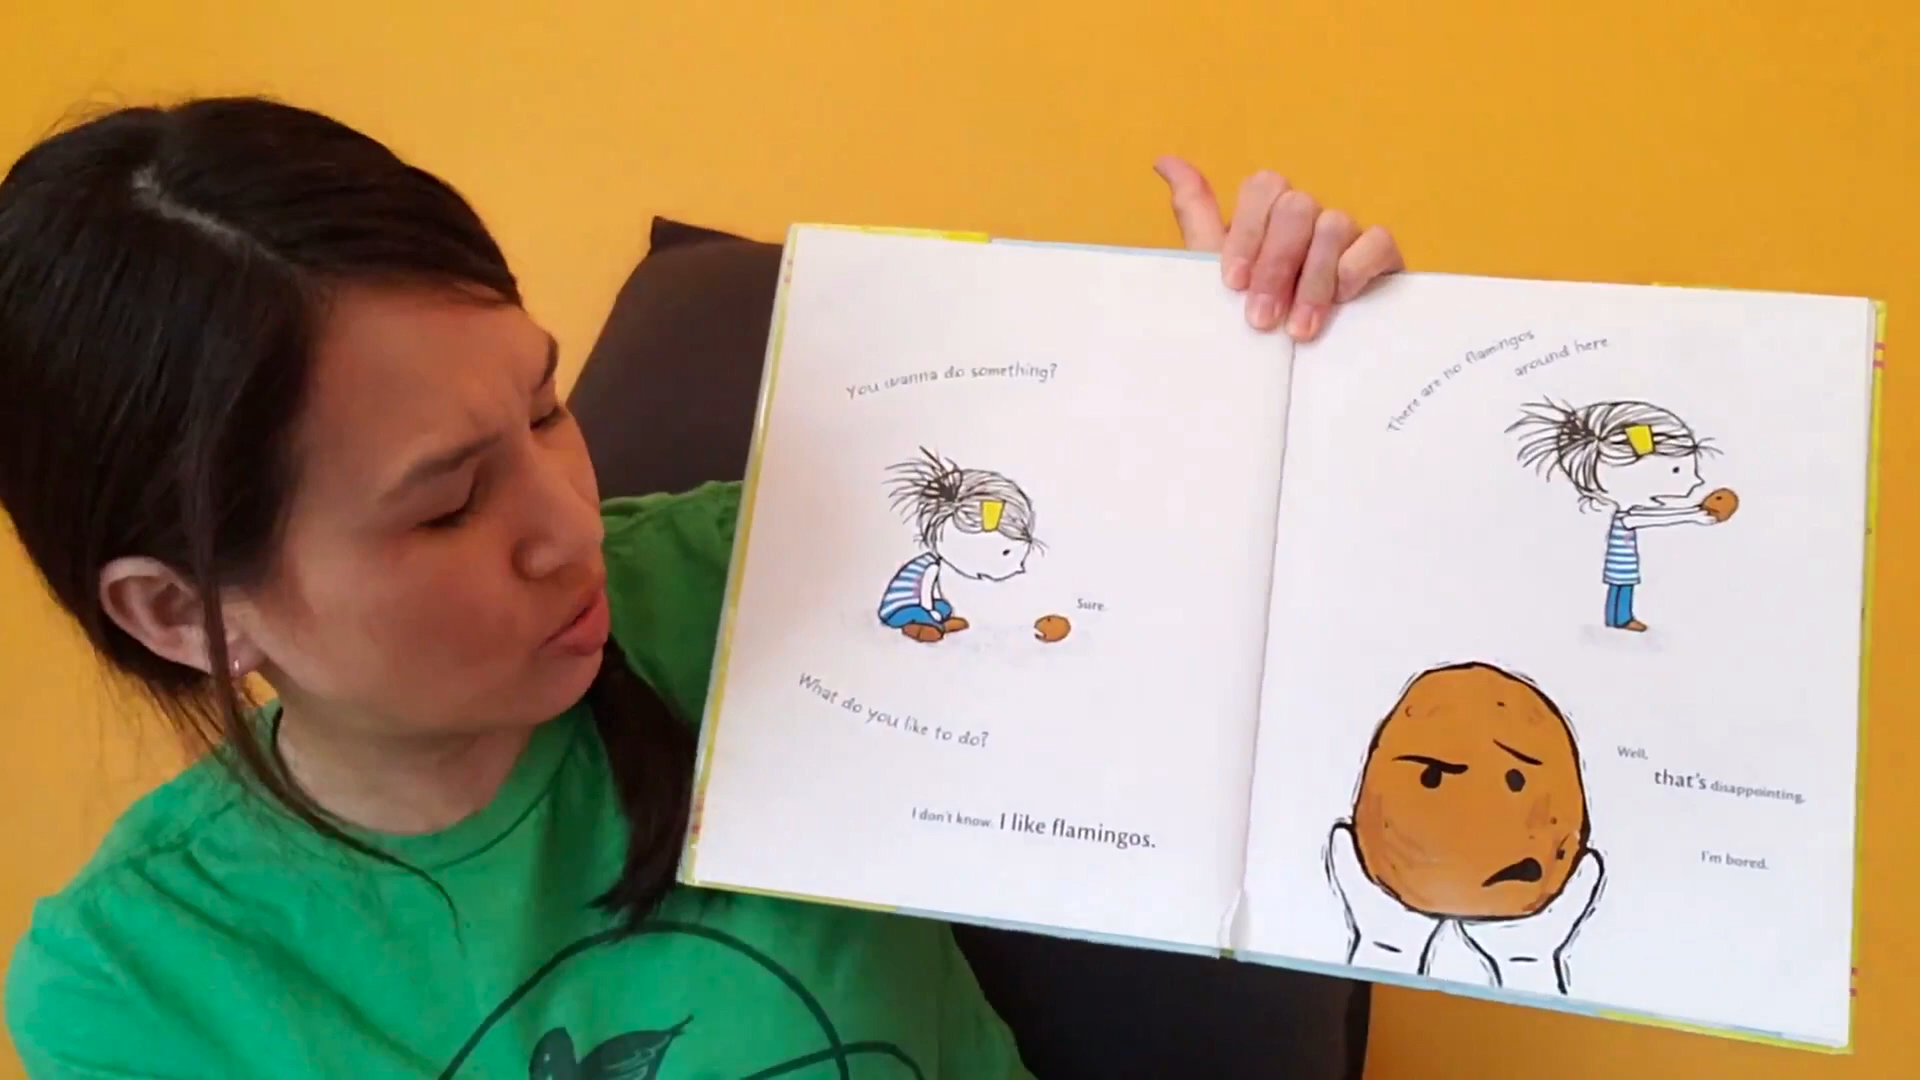 You wanna do something?
Sure.
What do you like to do?
I don't know. I like flamingos.
There are no flamingos
around here.
Well,
that's disappointing.
I'm bored.